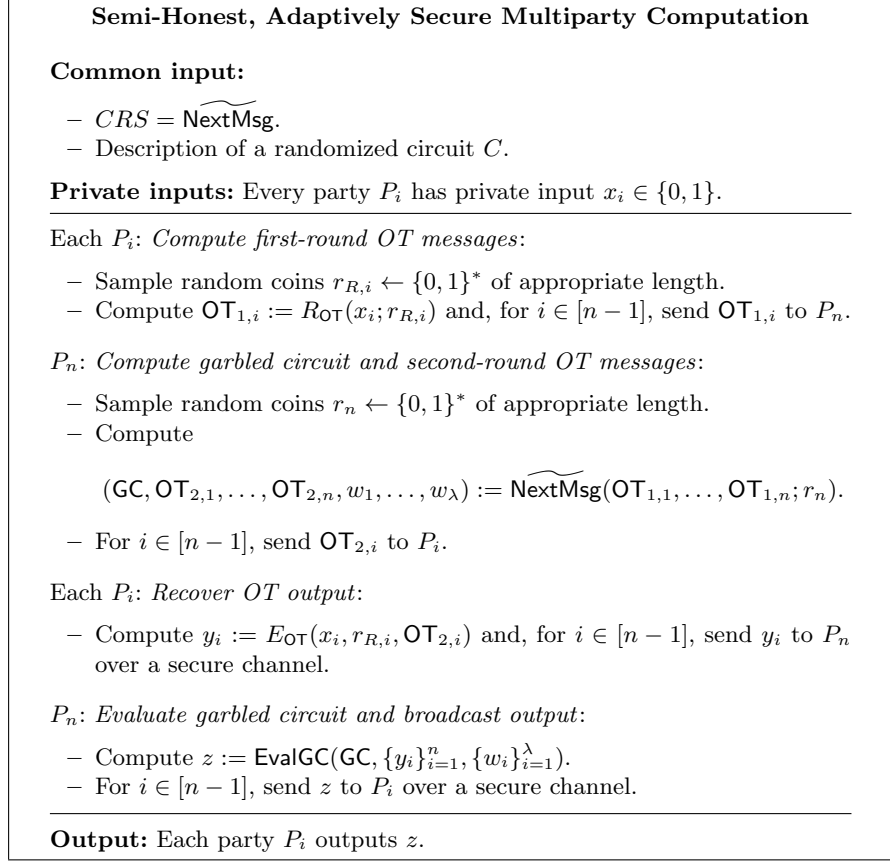 Semi-Honest, Adaptively Secure Multiparty Computation
Common input:
– CRS = \widetilde{NextMsg}.
– Description of a randomized circuit C.
Private inputs: Every party P_i has private input x_i ∈ {0, 1}.
Each P_i: Compute first-round OT messages:
– Sample random coins r_{R,i} ← {0, 1}^* of appropriate length.
– Compute OT_{1,i} := R_{OT}(x_i; r_{R,i}) and, for i ∈ [n − 1], send OT_{1,i} to P_n.
P_n: Compute garbled circuit and second-round OT messages:
– Sample random coins r_n ← {0, 1}^* of appropriate length.
– Compute
(GC, OT_{2,1}, . . . , OT_{2,n}, w_1, . . . , w_λ) := \widetilde{NextMsg}(OT_{1,1}, . . . , OT_{1,n}; r_n).
– For i ∈ [n − 1], send OT_{2,i} to P_i.
Each P_i: Recover OT output:
– Compute y_i := E_{OT}(x_i, r_{R,i}, OT_{2,i}) and, for i ∈ [n − 1], send y_i to P_n
over a secure channel.
P_n: Evaluate garbled circuit and broadcast output:
– Compute z := EvalGC(GC, {y_i}_{i=1}^n, {w_i}_{i=1}^λ).
– For i ∈ [n − 1], send z to P_i over a secure channel.
Output: Each party P_i outputs z.